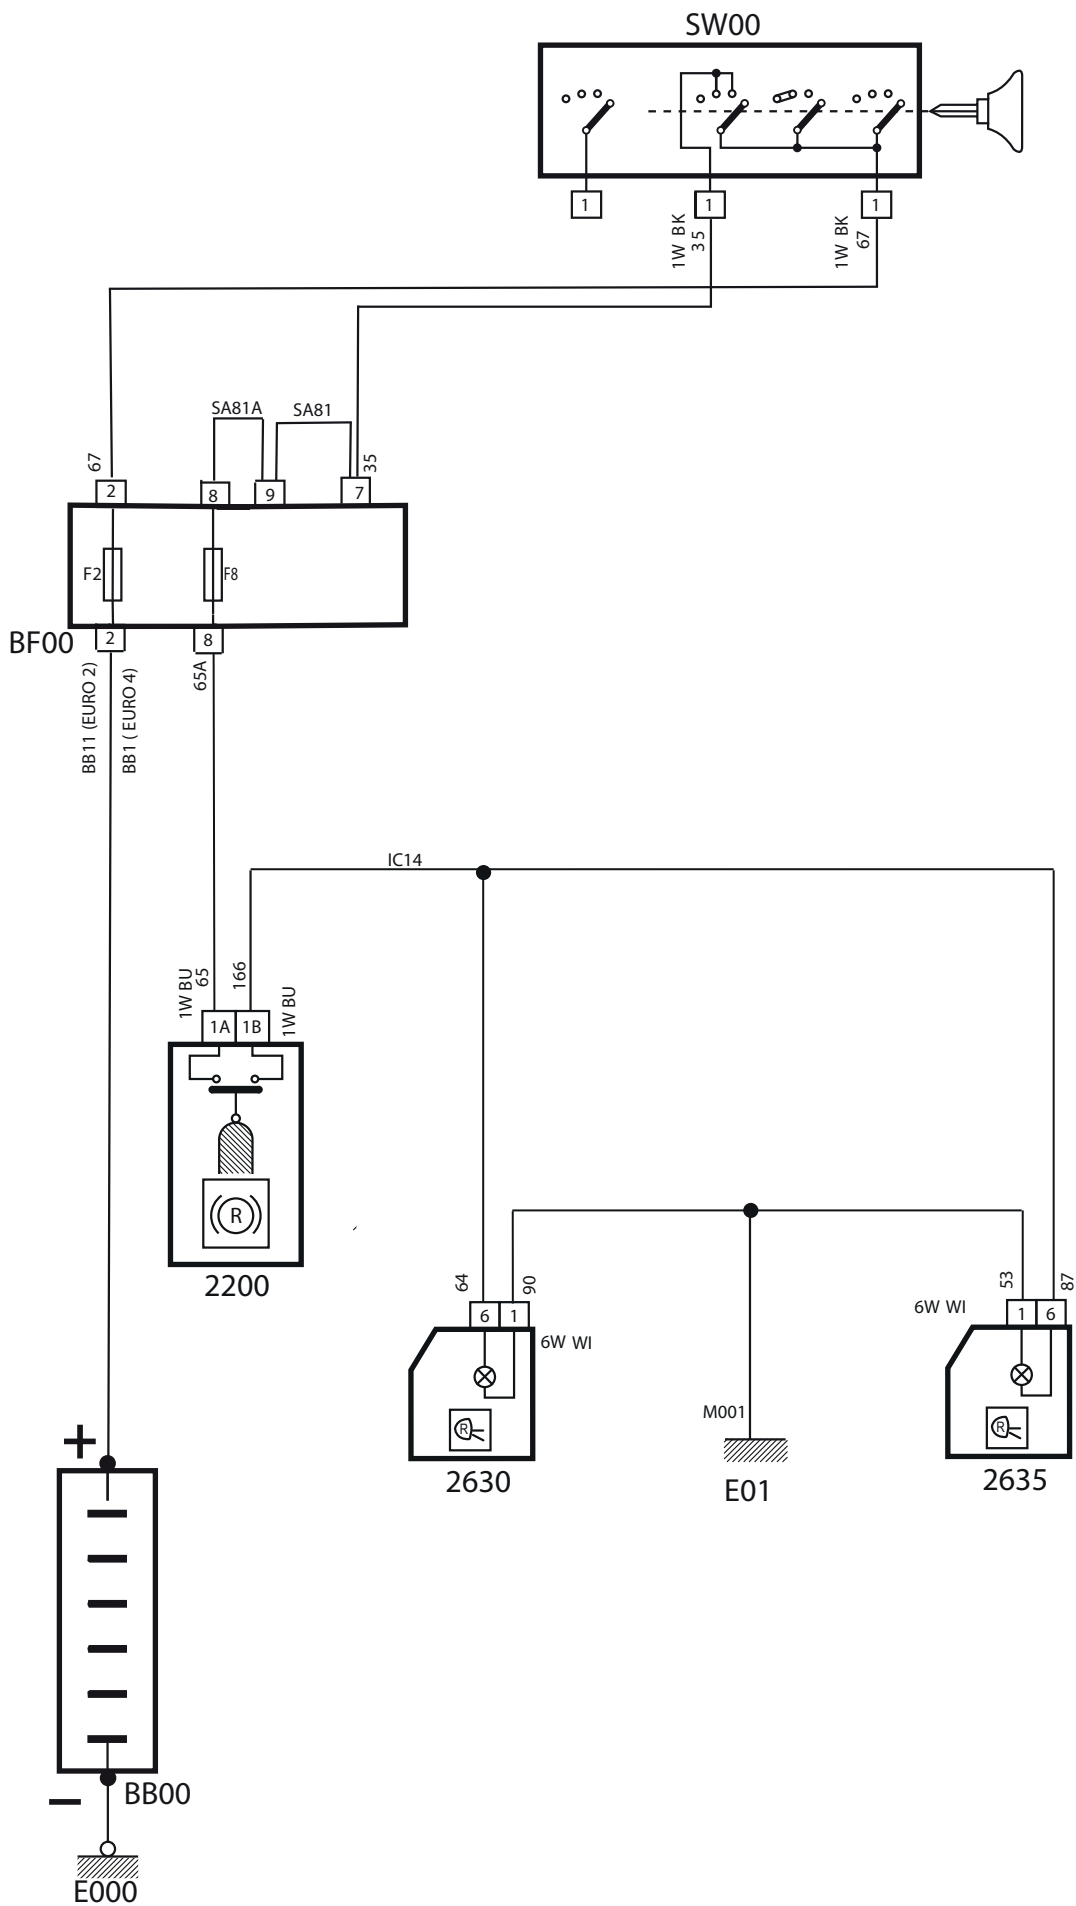 SW00
1
1
1
1W BK
35
1W BK
67
SA81A
SA81
67
35
2
8
9
7
F2
F8
BF00
2
8
BB11 (EURO 2)
BB1 ( EURO 4)
65A
IC14
1W BU
65
166
1W BU
1A
1B
R
2200
64
90
6
1
6W WI
R
2630
M001
E01
53
87
6W WI
1
6
R
2635
+
−
BB00
E000